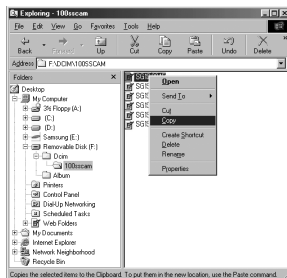 Exploring - 100sscam
File Edit View Go Favorites Tools Help
Back Forward Up Cut Copy Paste Undo Delete
Address F:\DCIM\100SSCAM
Folders
Desktop
My Computer
3½ Floppy (A:)
(C:)
(D:)
Samsung (E:)
Removable Disk (F:)
Dcim
100sscam
Album
Printers
Control Panel
Dial-Up Networking
Scheduled Tasks
Web Folders
My Documents
Internet Explorer
Network Neighborhood
Recycle Bin
Open
Send To
Cut
Copy
Create Shortcut
Delete
Rename
Properties
Copies the selected items to the Clipboard. To put them in the new location, use the Paste command.